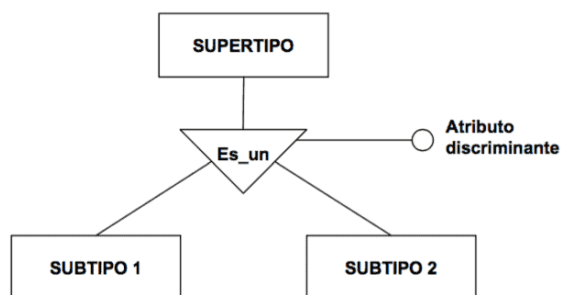 SUPERTIPO
Es_un
Atributo
discriminante
SUBTIPO 1
SUBTIPO 2